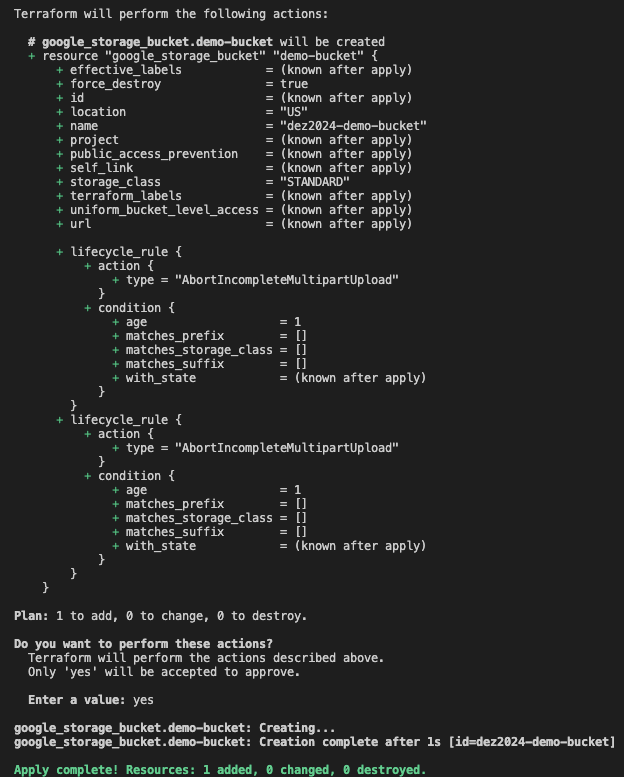 Terraform will perform the following actions:

  # google_storage_bucket.demo-bucket will be created
  + resource "google_storage_bucket" "demo-bucket" {
      + effective_labels            = (known after apply)
      + force_destroy               = true
      + id                          = (known after apply)
      + location                    = "US"
      + name                        = "dez2024-demo-bucket"
      + project                     = (known after apply)
      + public_access_prevention    = (known after apply)
      + self_link                   = (known after apply)
      + storage_class               = "STANDARD"
      + terraform_labels            = (known after apply)
      + uniform_bucket_level_access = (known after apply)
      + url                         = (known after apply)

      + lifecycle_rule {
          + action {
              + type = "AbortIncompleteMultipartUpload"
            }
          + condition {
              + age                   = 1
              + matches_prefix        = []
              + matches_storage_class = []
              + matches_suffix        = []
              + with_state            = (known after apply)
            }
        }
      + lifecycle_rule {
          + action {
              + type = "AbortIncompleteMultipartUpload"
            }
          + condition {
              + age                   = 1
              + matches_prefix        = []
              + matches_storage_class = []
              + matches_suffix        = []
              + with_state            = (known after apply)
            }
        }
    }

Plan: 1 to add, 0 to change, 0 to destroy.

Do you want to perform these actions?
  Terraform will perform the actions described above.
  Only 'yes' will be accepted to approve.

  Enter a value: yes

google_storage_bucket.demo-bucket: Creating...
google_storage_bucket.demo-bucket: Creation complete after 1s [id=dez2024-demo-bucket]

Apply complete! Resources: 1 added, 0 changed, 0 destroyed.